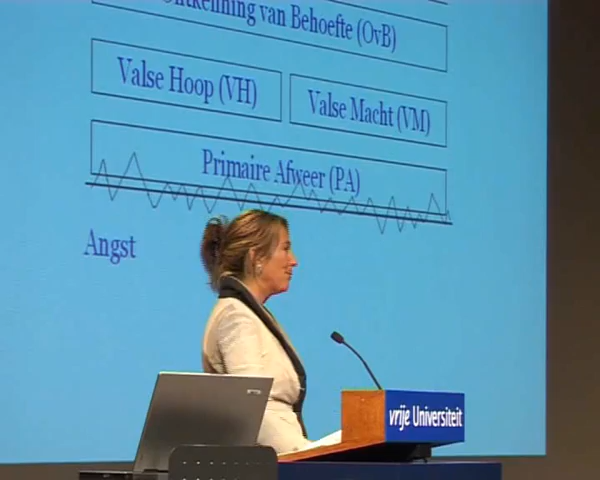 Ontkenning van Behoefte (OvB)
Valse Hoop (VH)
Valse Macht (VM)
Primaire Afweer (PA)
Angst
vrije Universiteit